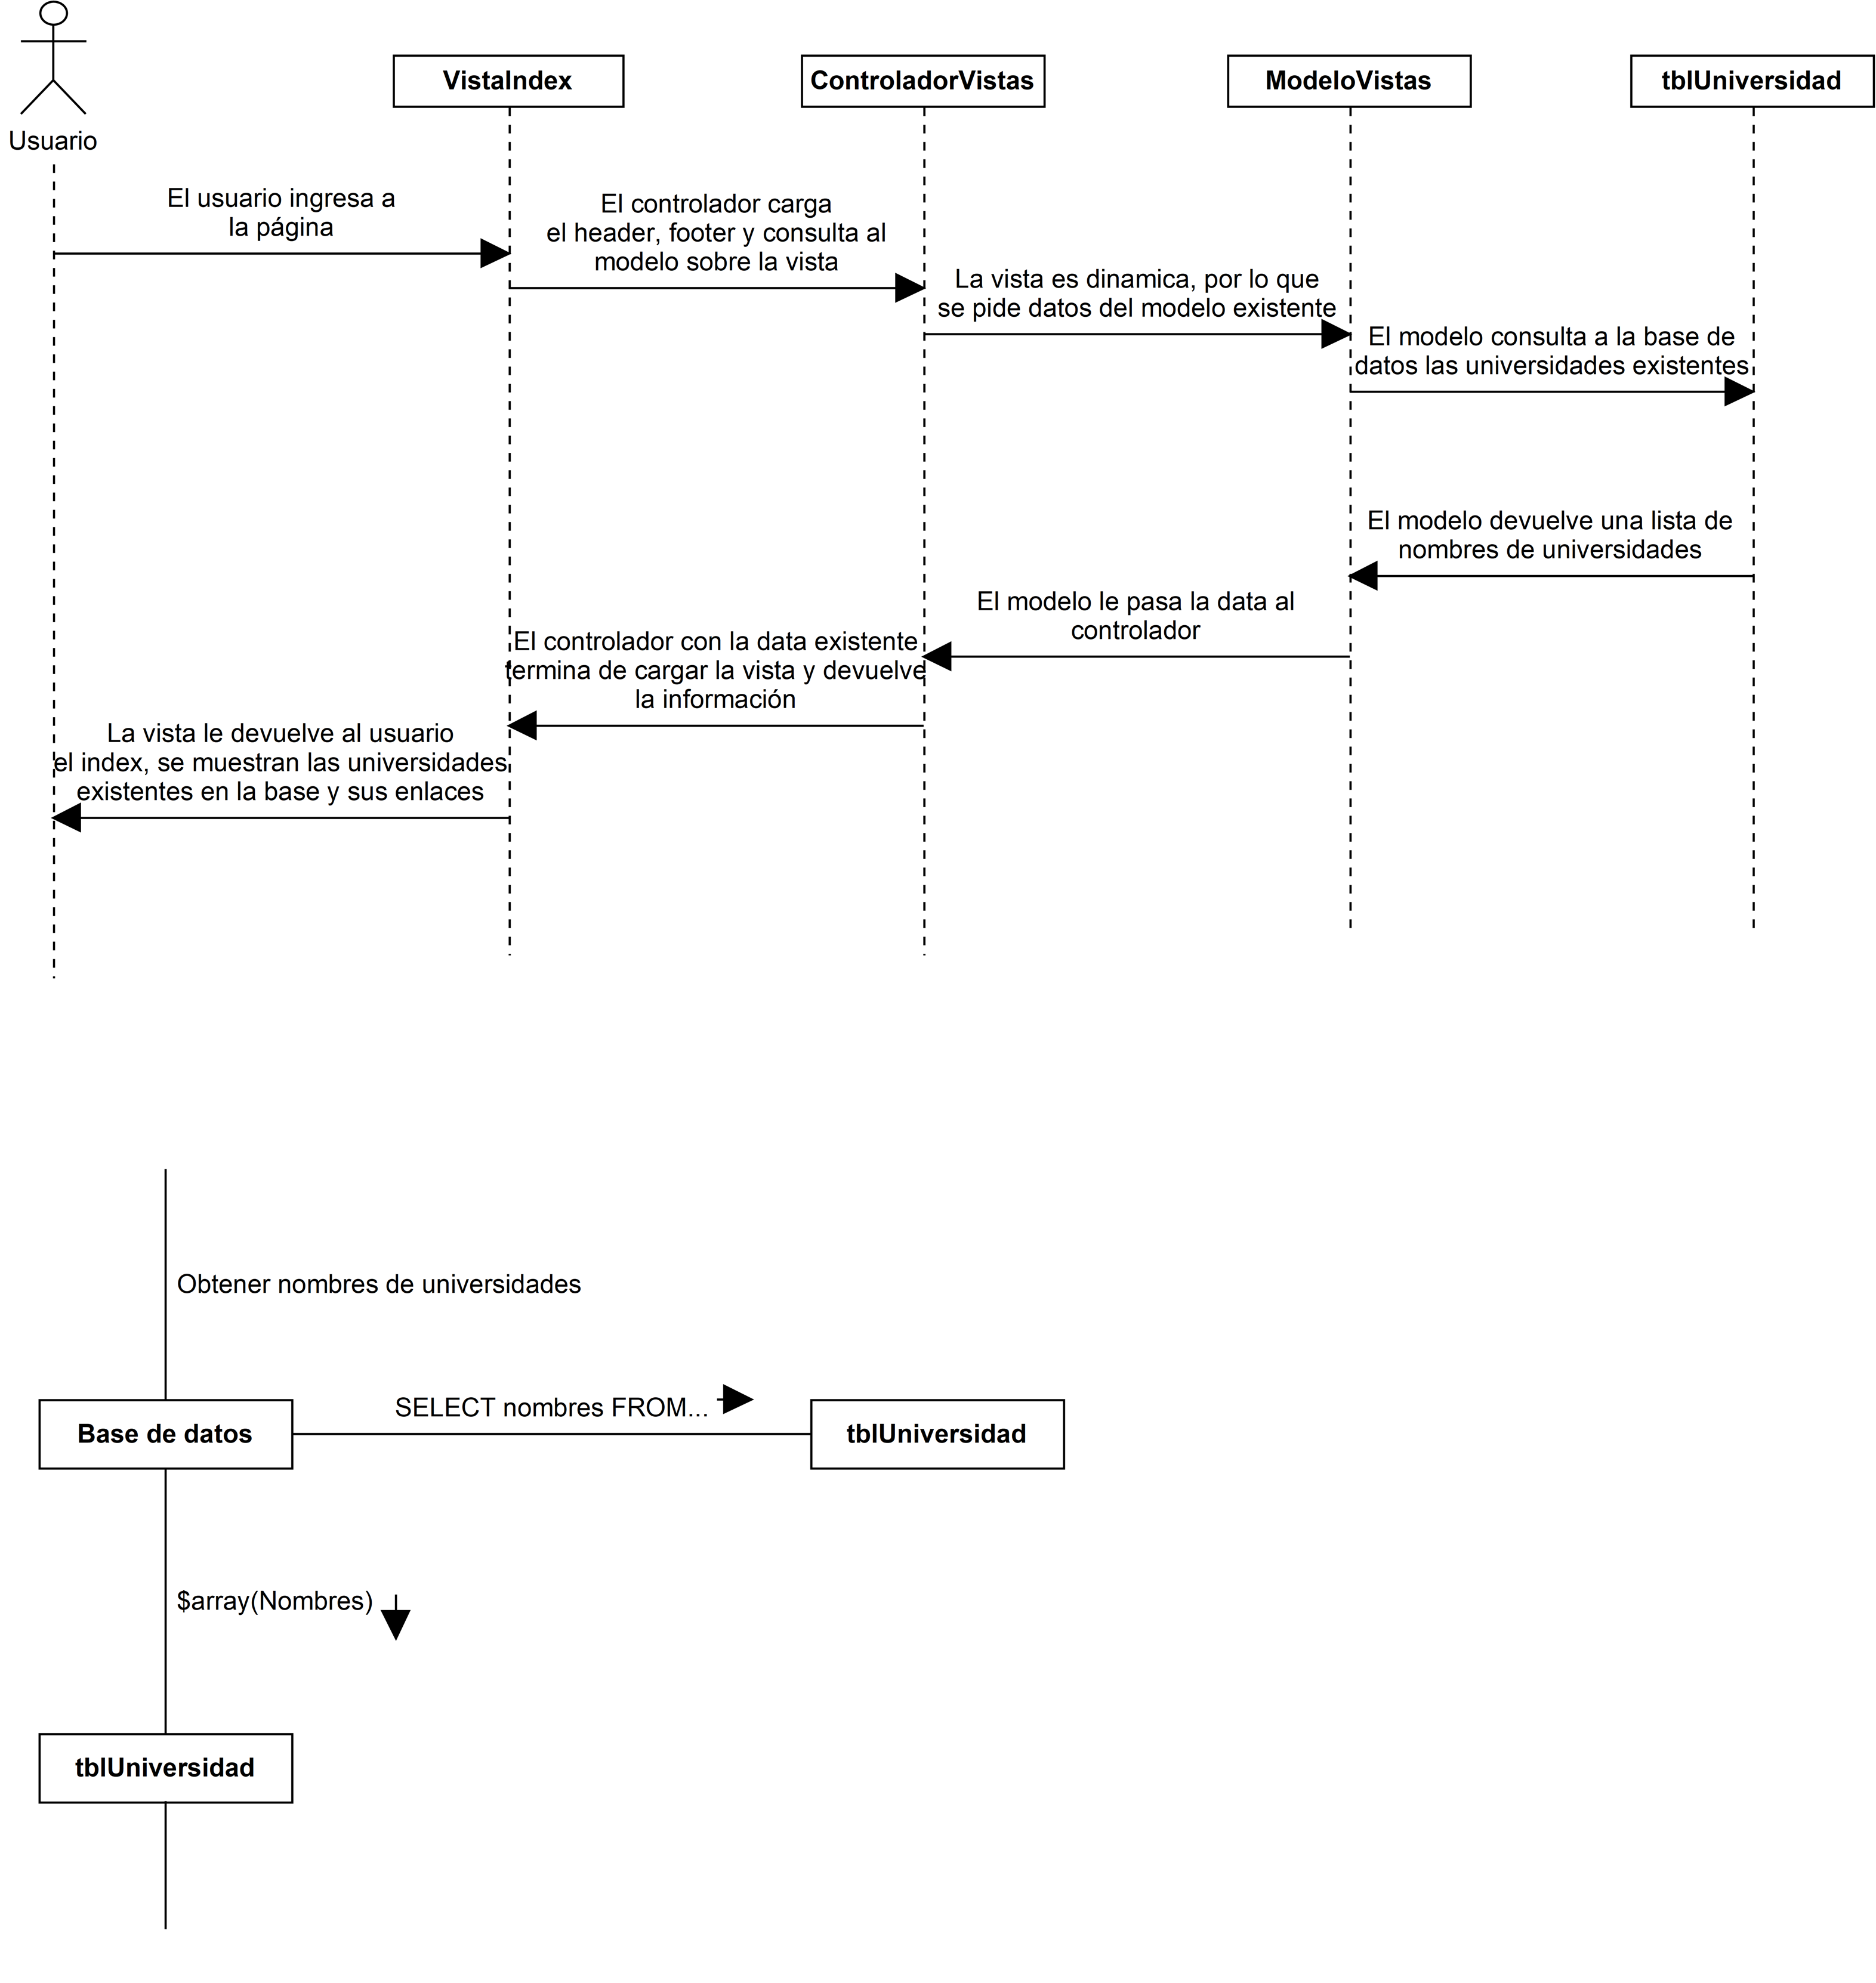 Usuario
VistaIndex
ControladorVistas
ModeloVistas
tblUniversidad
El usuario ingresa a
la página
El controlador carga
el header, footer y consulta al
modelo sobre la vista
La vista es dinamica, por lo que
se pide datos del modelo existente
El modelo consulta a la base de
datos las universidades existentes
El modelo devuelve una lista de
nombres de universidades
El modelo le pasa la data al
controlador
El controlador con la data existente
termina de cargar la vista y devuelve
la información
La vista le devuelve al usuario
el index, se muestran las universidades
existentes en la base y sus enlaces
Obtener nombres de universidades
SELECT nombres FROM...
Base de datos
tblUniversidad
$array(Nombres)
tblUniversidad